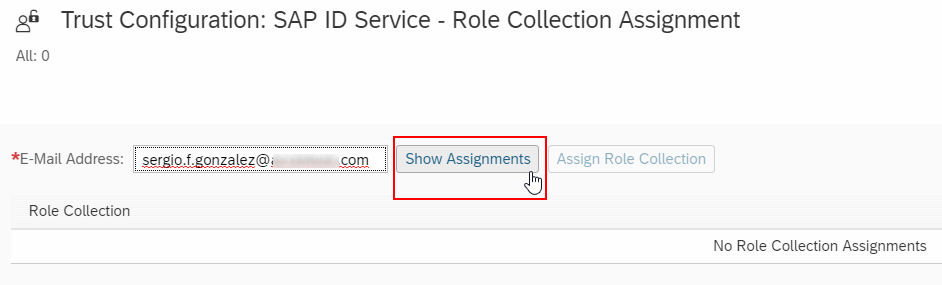 Trust Configuration: SAP ID Service - Role Collection Assignment
All: 0
*E-Mail Address: sergio.f.gonzalez@ .com Show Assignments Assign Role Collection
Role Collection
No Role Collection Assignments